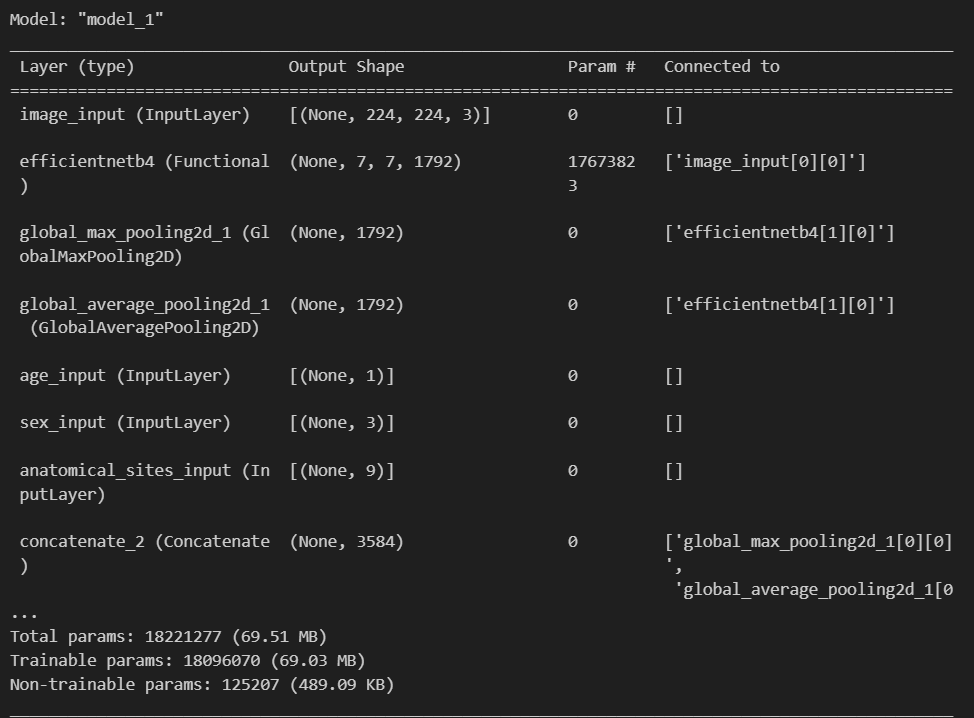 Model: "model_1"
Layer (type) Output Shape Param # Connected to
image_input (InputLayer) [(None, 224, 224, 3)] 0 []
efficientnetb4 (Functional (None, 7, 7, 1792) 1767382 ['image_input[0][0]']
) 3
global_max_pooling2d_1 (Gl (None, 1792) 0 ['efficientnetb4[1][0]']
obalMaxPooling2D)
global_average_pooling2d_1 (None, 1792) 0 ['efficientnetb4[1][0]']
(GlobalAveragePooling2D)
age_input (InputLayer) [(None, 1)] 0 []
sex_input (InputLayer) [(None, 3)] 0 []
anatomical_sites_input (In [(None, 9)] 0 []
putLayer)
concatenate_2 (Concatenate (None, 3584) 0 ['global_max_pooling2d_1[0][0]
) ',
'global_average_pooling2d_1[0
...
Total params: 18221277 (69.51 MB)
Trainable params: 18096070 (69.03 MB)
Non-trainable params: 125207 (489.09 KB)